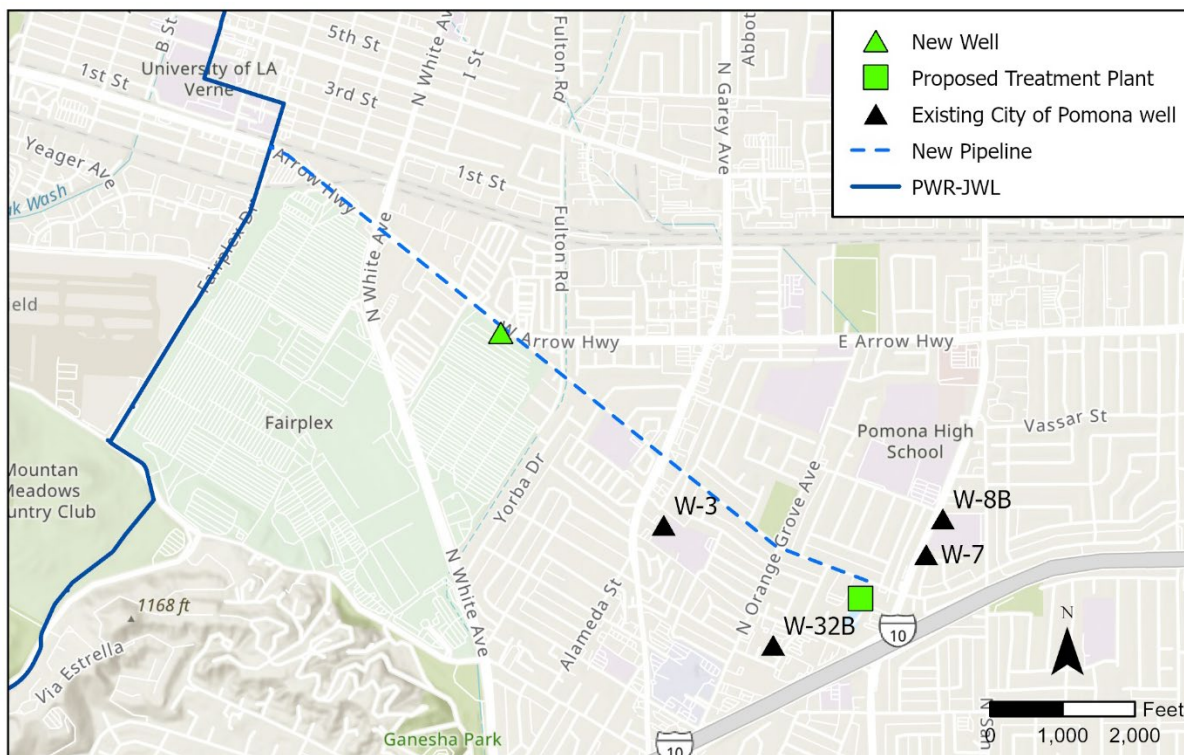 New Well
Proposed Treatment Plant
Existing City of Pomona well
New Pipeline
PWR-JWL
B St
5th St
University of LA
Verne
1st St
3rd St
N White Ave
I St
Fulton Rd
N Garey Ave
Abbot
Yeager Ave
Arrow Hwy
1st St
Wash
Fairplex Dr
N White Ave
Fulton Rd
W Arrow Hwy
E Arrow Hwy
Fairplex
Pomona High
School
Vassar St
Mountan
Meadows
untry Club
Yorba Dr
N Orange Grove Ave
W-3
W-8B
W-7
N White Ave
Alameda St
W-32B
10
1168 ft
Via Estrella
Ganesha Park
10
N
N San
Feet
0 1,000 2,000